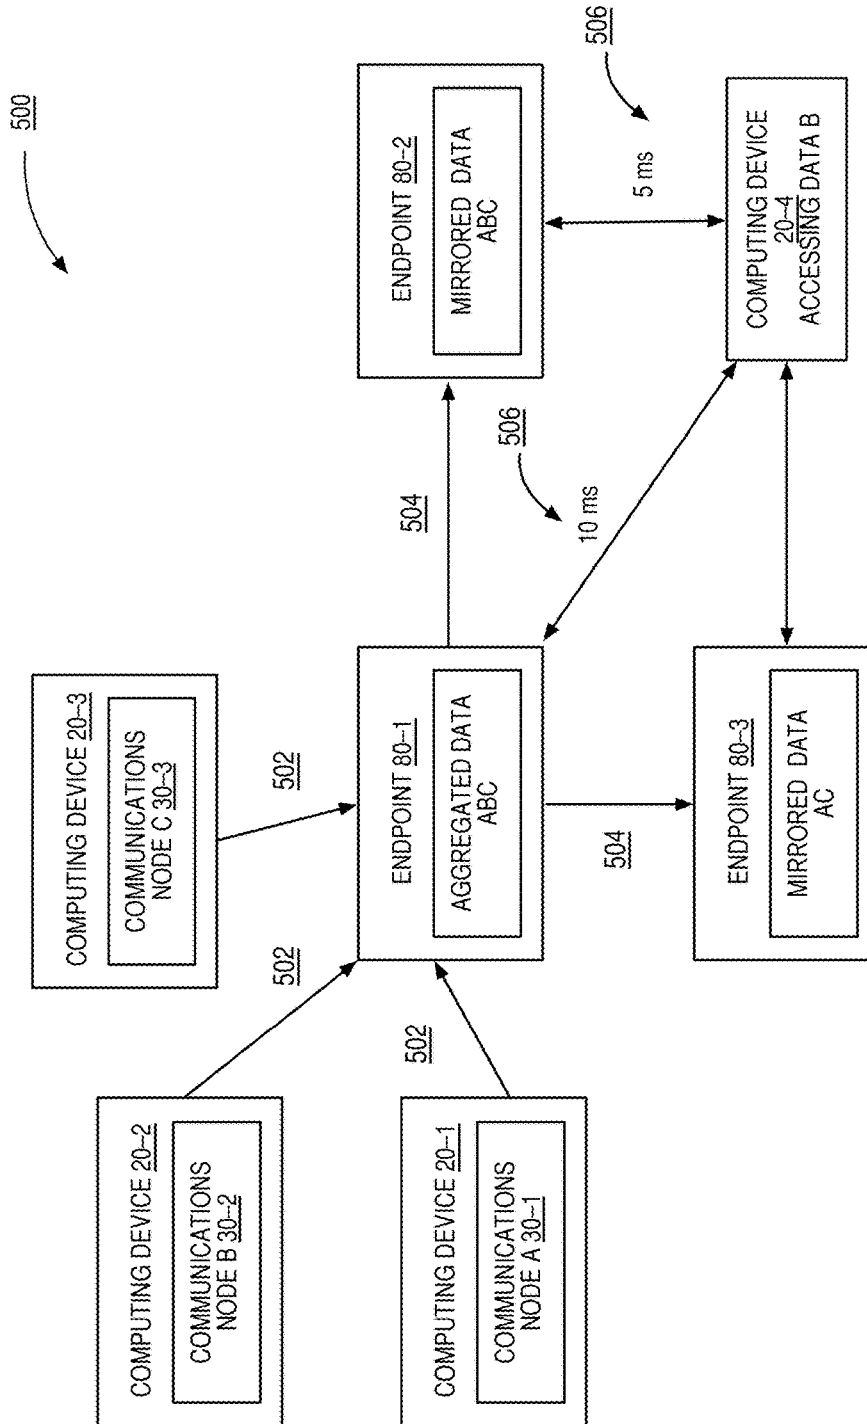 500
COMPUTING DEVICE 20-2
COMMUNICATIONS
NODE B 30-2
COMPUTING DEVICE 20-3
COMMUNICATIONS
NODE C 30-3
502
502
COMPUTING DEVICE 20-1
COMMUNICATIONS
NODE A 30-1
502
ENDPOINT 80-1
AGGREGATED DATA
ABC
504
ENDPOINT 80-2
MIRRORED DATA
ABC
506
10 ms
506
5 ms
504
ENDPOINT 80-3
MIRRORED DATA
AC
COMPUTING DEVICE
20-4
ACCESSING DATA B